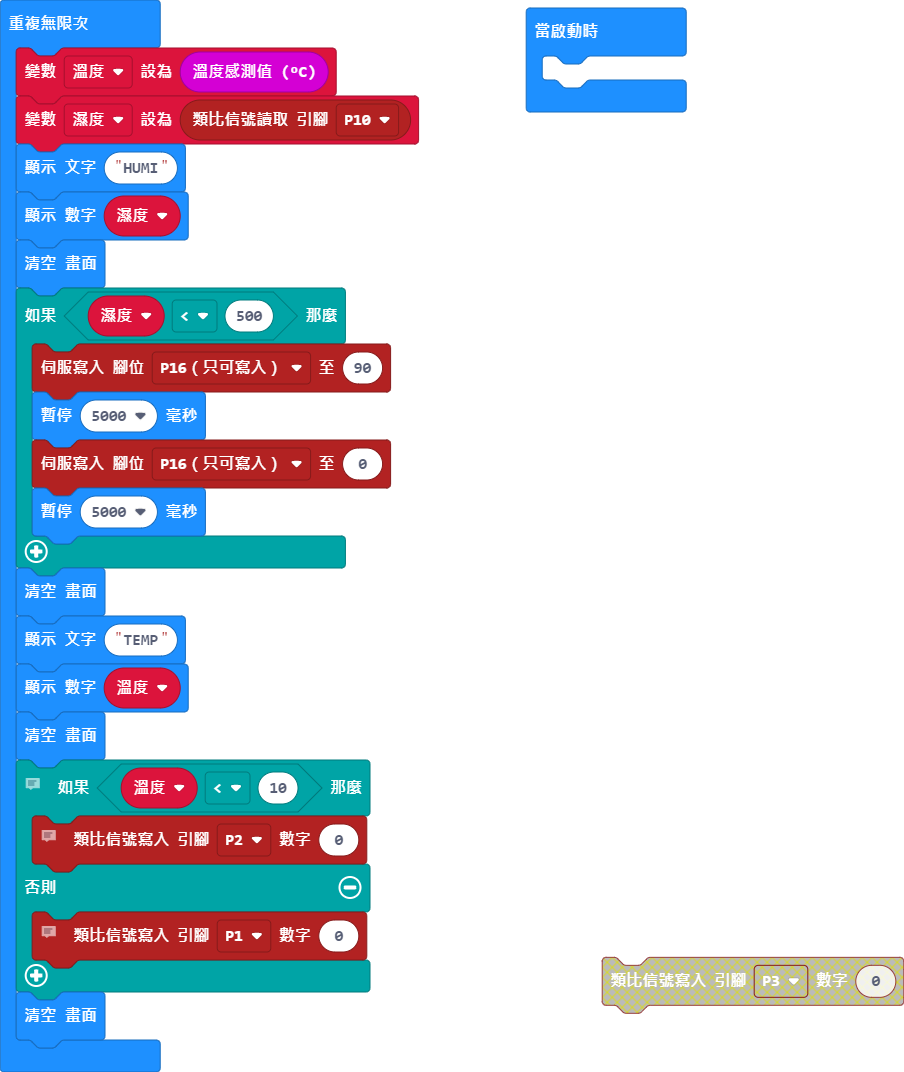 重複無限次
變數 溫度 設為 溫度感測值 (ºC)
變數 濕度 設為 類比信號讀取 引腳 P10
顯示 文字 "HUMI"
顯示 數字 濕度
清空 畫面
如果 濕度 < 500 那麼
伺服寫入 腳位 P16（只可寫入） 至 90
暫停 5000 毫秒
伺服寫入 腳位 P16（只可寫入） 至 0
暫停 5000 毫秒
清空 畫面
顯示 文字 "TEMP"
顯示 數字 溫度
清空 畫面
如果 溫度 < 10 那麼
類比信號寫入 引腳 P2 數字 0
否則
類比信號寫入 引腳 P1 數字 0
清空 畫面
當啟動時
類比信號寫入 引腳 P3 數字 0